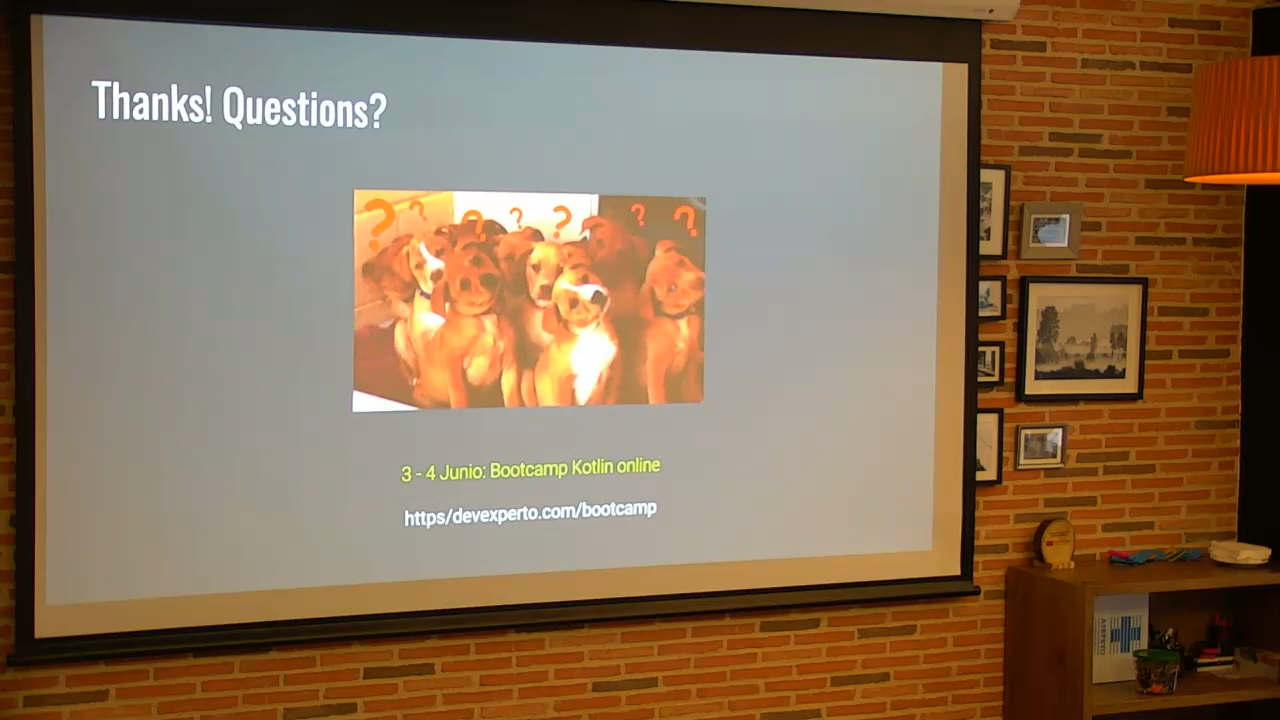 Thanks! Questions?
? ? ? ? ? ? ?
3 - 4 Junio: Bootcamp Kotlin online
https/devexperto.com/bootcamp